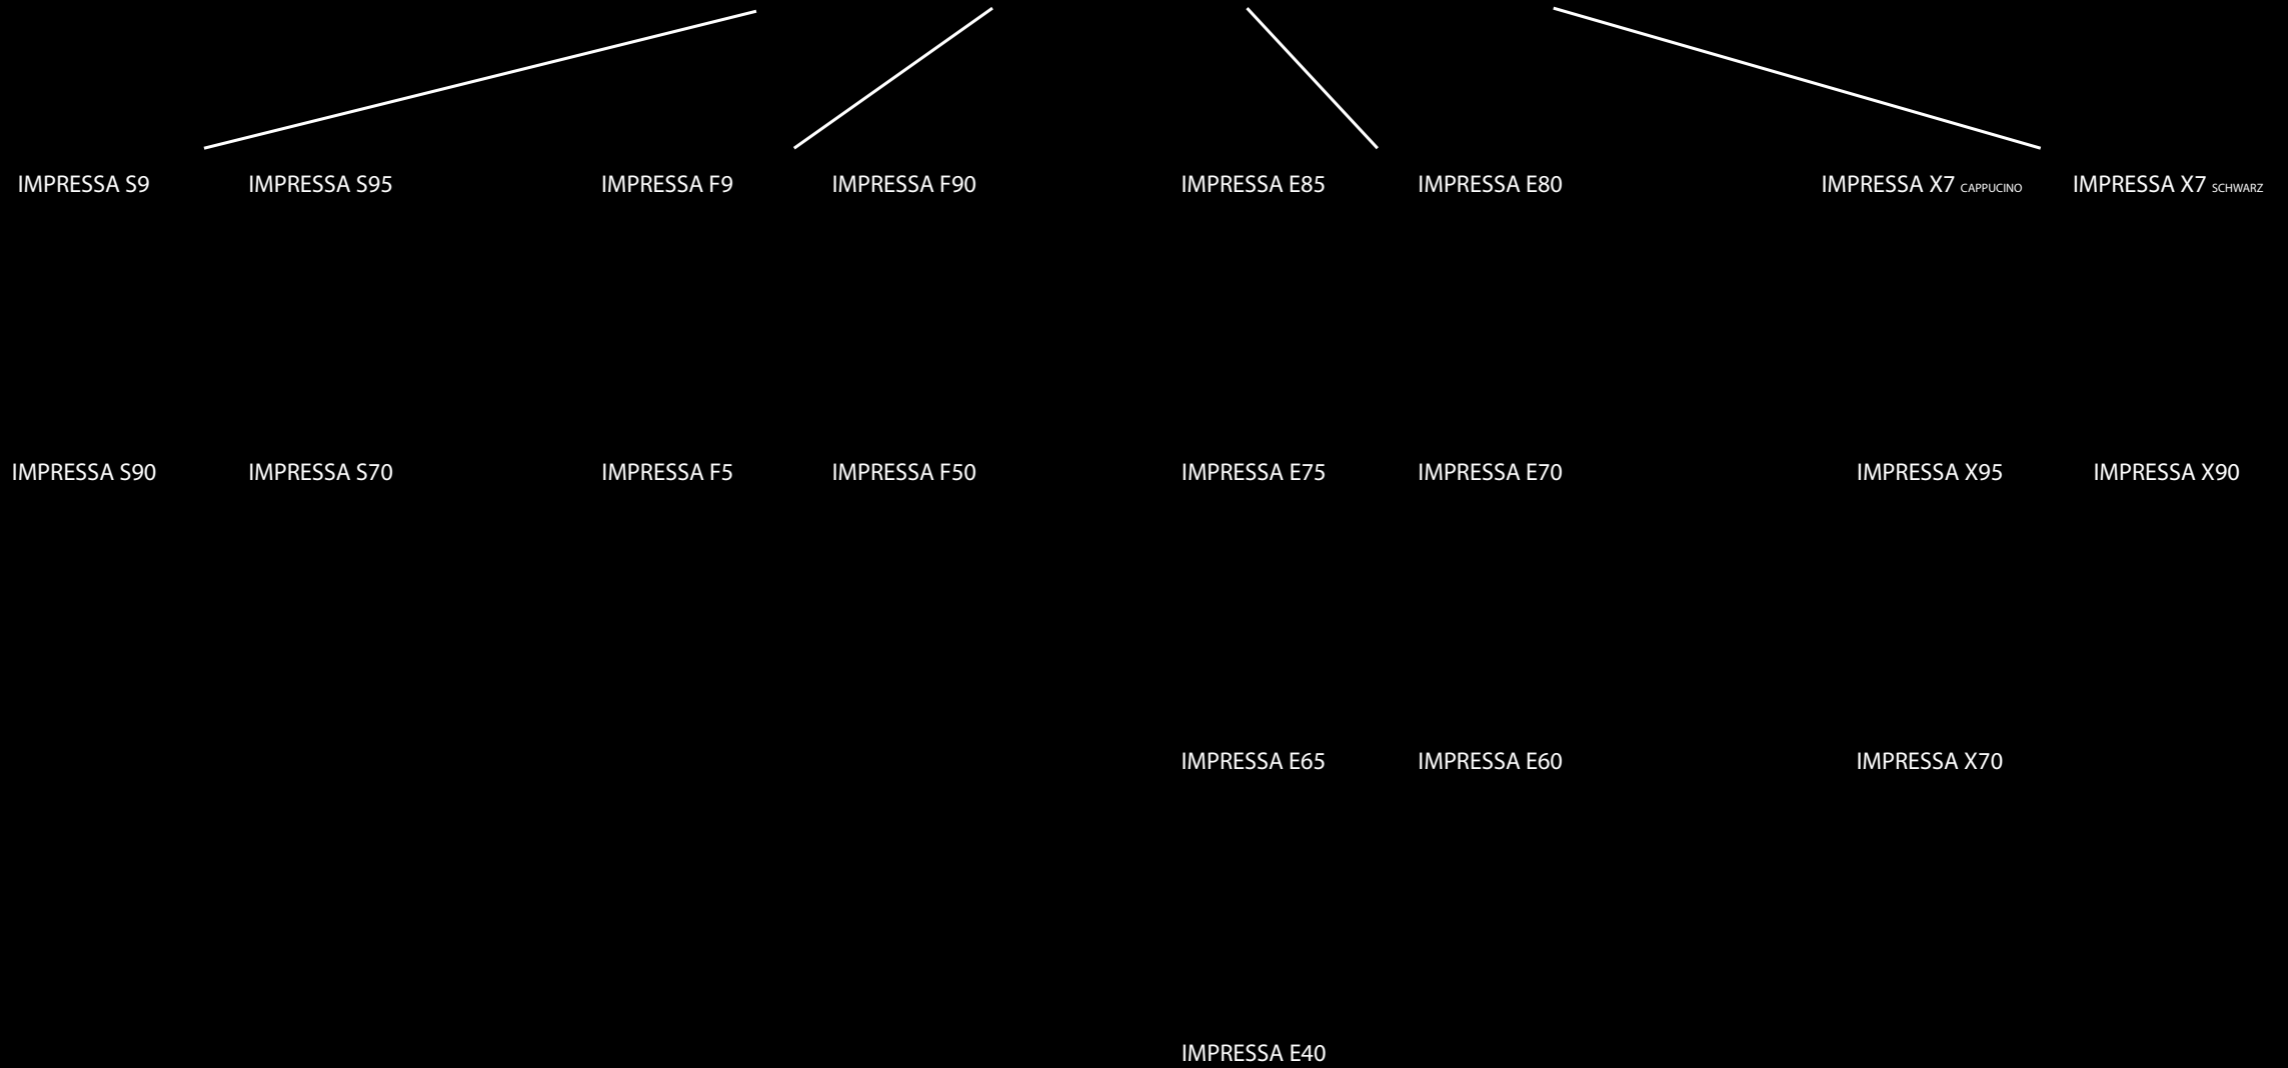 IMPRESSA S9 IMPRESSA S95 IMPRESSA F9 IMPRESSA F90 IMPRESSA E85 IMPRESSA E80 IMPRESSA X7 CAPPUCINO IMPRESSA X7 SCHWARZ
IMPRESSA S90 IMPRESSA S70 IMPRESSA F5 IMPRESSA F50 IMPRESSA E75 IMPRESSA E70 IMPRESSA X95 IMPRESSA X90
IMPRESSA E65 IMPRESSA E60 IMPRESSA X70
IMPRESSA E40